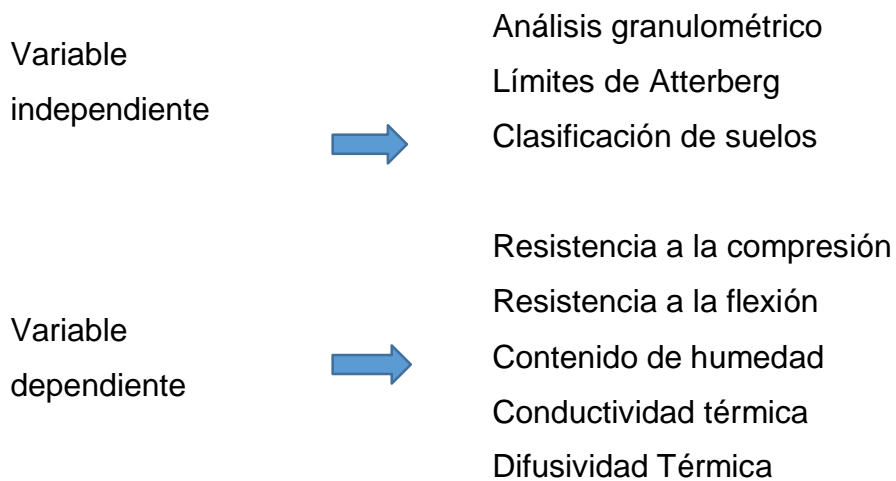 Variable
independiente
Análisis granulométrico
Límites de Atterberg
Clasificación de suelos
Variable
dependiente
Resistencia a la compresión
Resistencia a la flexión
Contenido de humedad
Conductividad térmica
Difusividad Térmica